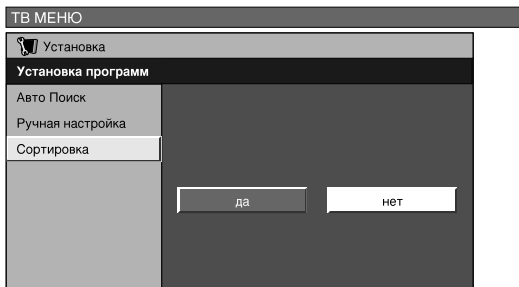 ТВ МЕНЮ
Установка
Установка программ
Авто Поиск
Ручная настройка
Сортировка
да нет